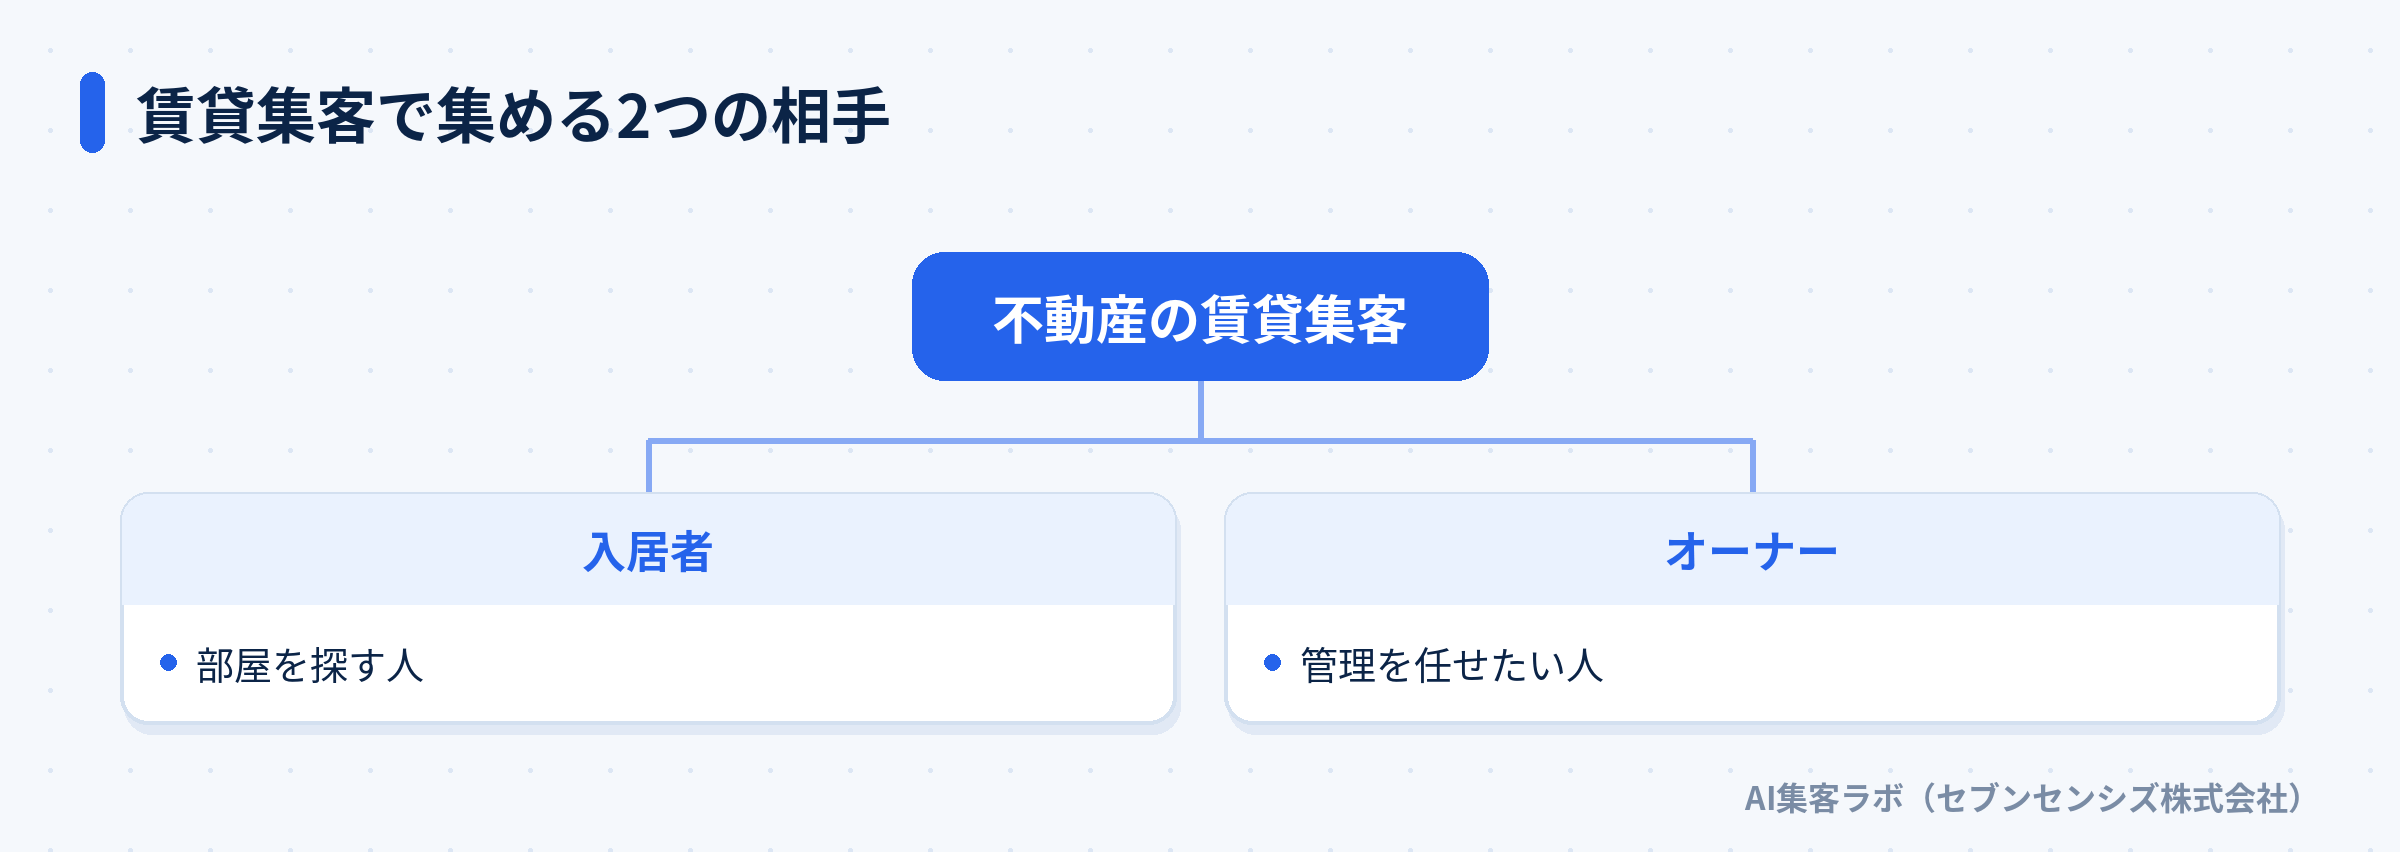 賃貸集客で集める2つの相手
不動産の賃貸集客
入居者
部屋を探す人
オーナー
管理を任せたい人
AI集客ラボ（セブンセンシズ株式会社）